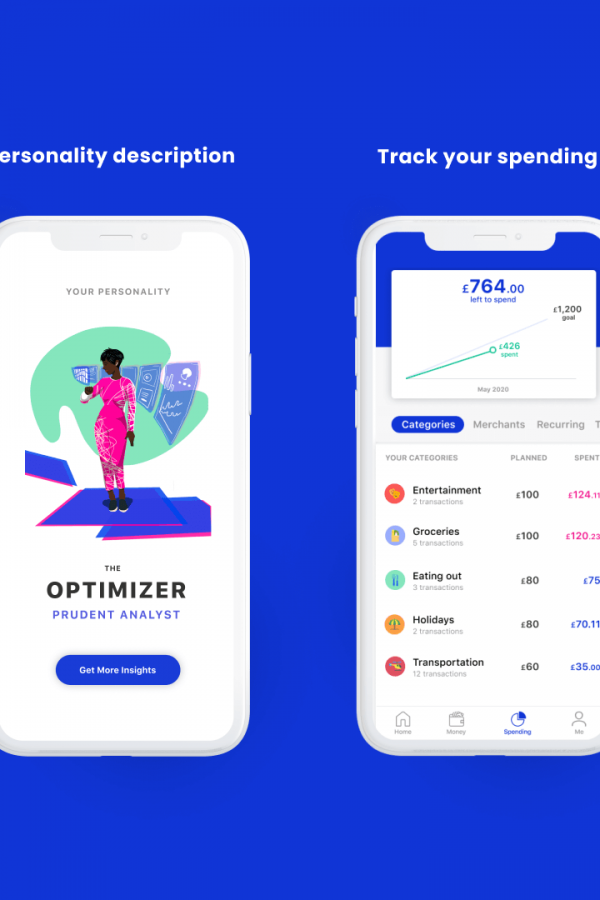 ersonality description
YOUR PERSONALITY
THE
OPTIMIZER
PRUDENT ANALYST
Get More Insights
Track your spending
£764.00
left to spend
£1,200
goal
£426
spent
May 2020
Categories Merchants Recurring T
YOUR CATEGORIES PLANNED SPENT
Entertainment £100 £124.11
2 transactions
Groceries £100 £120.23
5 transactions
Eating out £80 £75
3 transactions
Holidays £80 £70.11
2 transactions
Transportation £60 £35.00
12 transactions
Home Money Spending Me